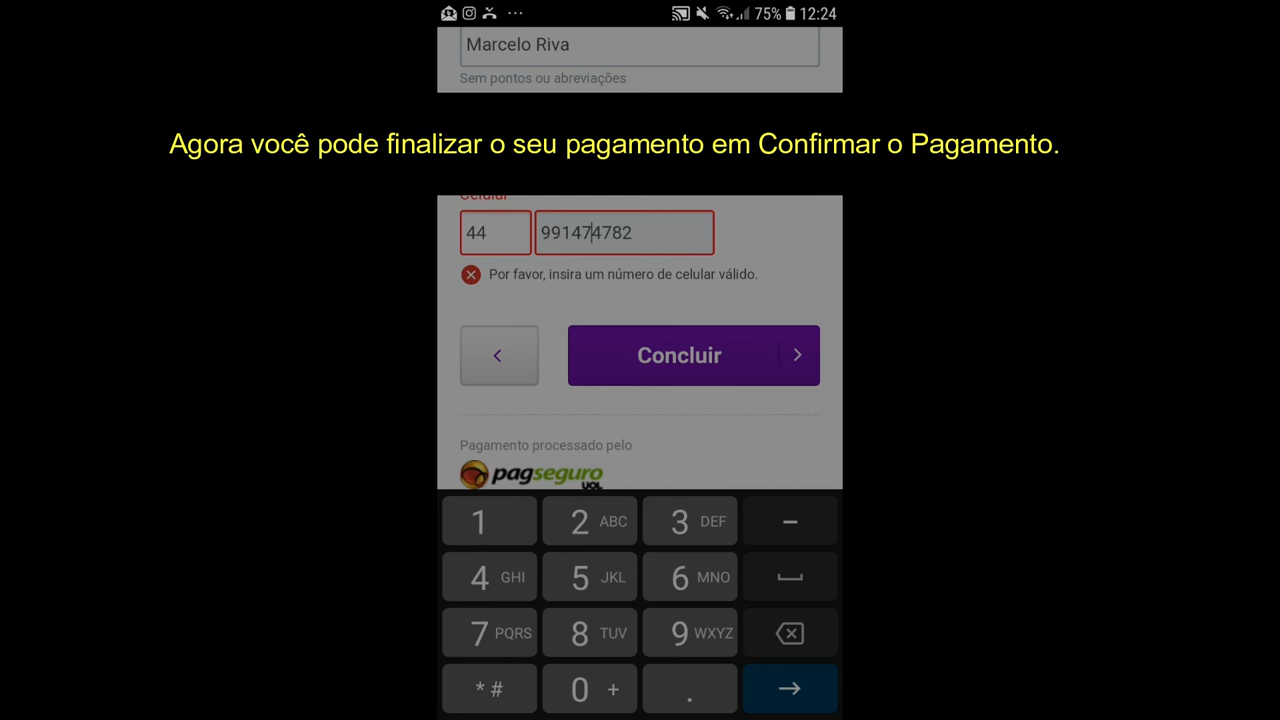 75% 12:24
Marcelo Riva
Sem pontos ou abreviações
Agora você pode finalizar o seu pagamento em Confirmar o Pagamento.
Celular
44 991474782
Por favor, insira um número de celular válido.
Concluir
Pagamento processado pelo
pagseguro
UOL
1 2 ABC 3 DEF -
4 GHI 5 JKL 6 MNO
7 PQRS 8 TUV 9 WXYZ
* # 0 + .